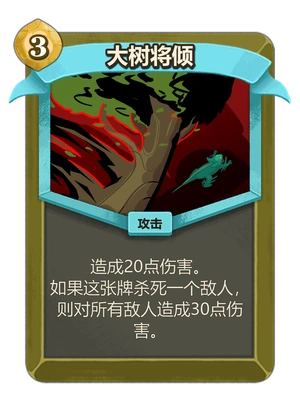 3
大树将倾
攻击
造成20点伤害。
如果这张牌杀死一个敌人，
则对所有敌人造成30点伤
害。